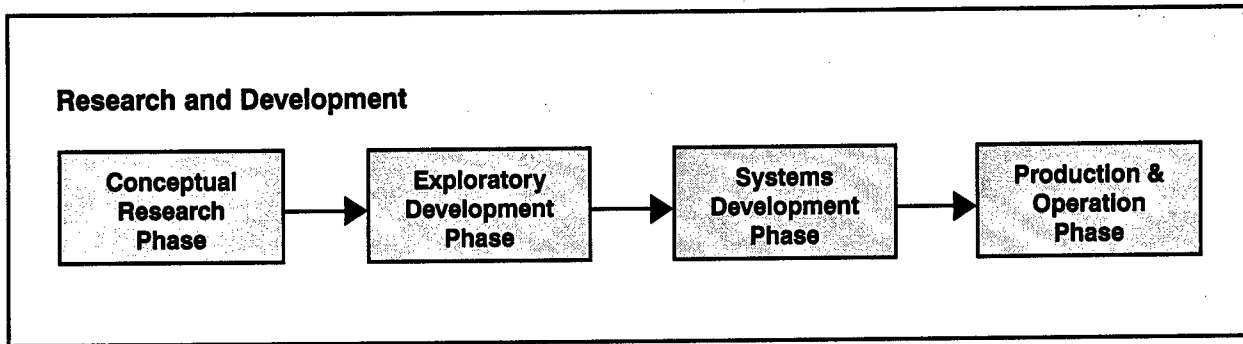 Research and Development
Conceptual
Research
Phase
Exploratory
Development
Phase
Systems
Development
Phase
Production &
Operation
Phase